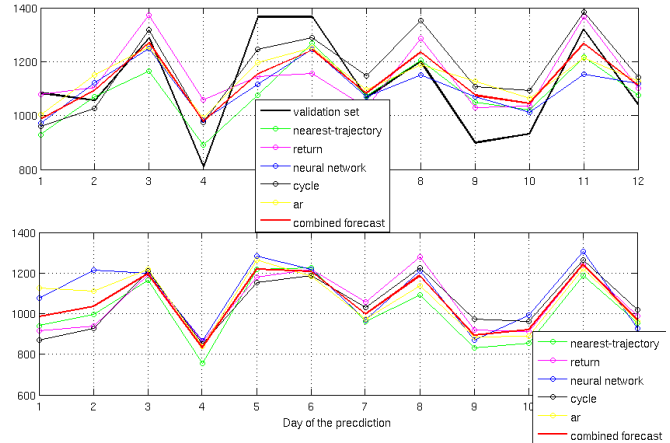 1400
1200
1000
800
1 2 3 4 5 6 7 8 9 10 11 12
validation set
nearest-trajectory
return
neural network
cycle
ar
combined forecast
1400
1200
1000
800
600
1 2 3 4 5 6 7 8 9 10
Day of the precdiction
nearest-trajectory
return
neural network
cycle
ar
combined forecast